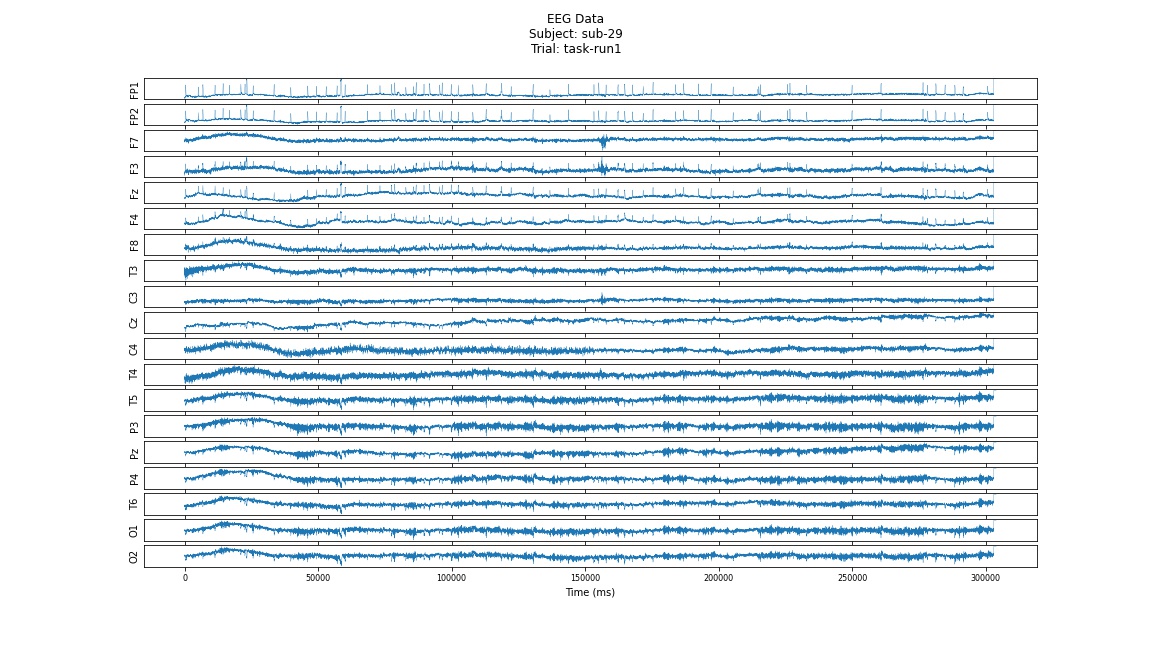 EEG Data
Subject: sub-29
Trial: task-run1
FP1
FP2
F7
F3
Fz
F4
F8
T3
C3
Cz
C4
T4
T5
P3
Pz
P4
T6
O1
O2
0 50000 100000 150000 200000 250000 300000
Time (ms)